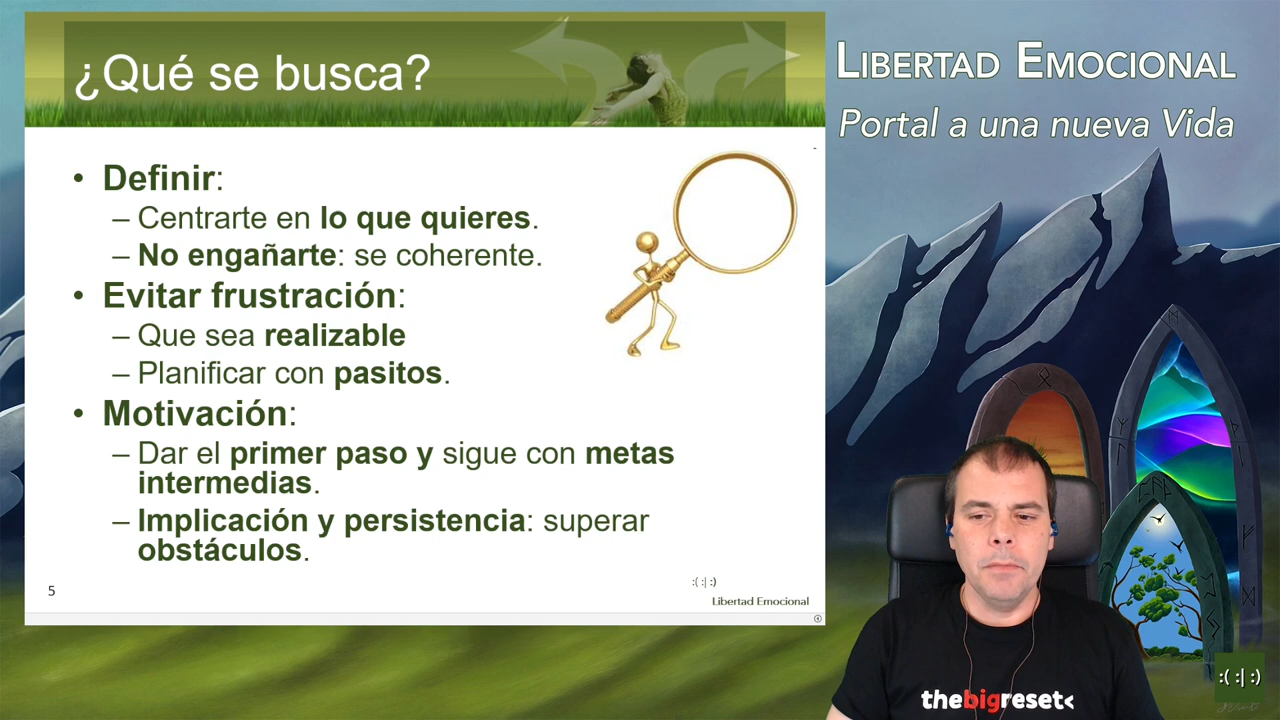 ¿Qué se busca?
LIBERTAD EMOCIONAL
Portal a una nueva Vida
• Definir:
– Centrarte en lo que quieres.
– No engañarte: se coherente.
• Evitar frustración:
– Que sea realizable
– Planificar con pasitos.
• Motivación:
– Dar el primer paso y sigue con metas
intermedias.
– Implicación y persistencia: superar
obstáculos.
5
:( :| :)
Libertad Emocional
thebigreset<
:( :| :)